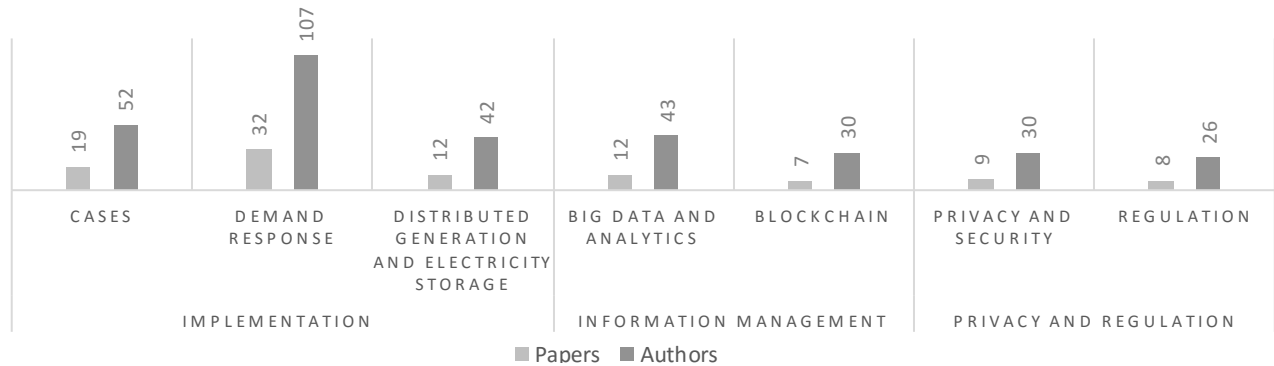 19
52
32
107
12
42
12
43
7
30
9
30
8
26
CASES
DEMAND
RESPONSE
DISTRIBUTED
GENERATION
AND ELECTRICITY
STORAGE
BIG DATA AND
ANALYTICS
BLOCKCHAIN
PRIVACY AND
SECURITY
REGULATION
IMPLEMENTATION
INFORMATION MANAGEMENT
PRIVACY AND REGULATION
Papers
Authors